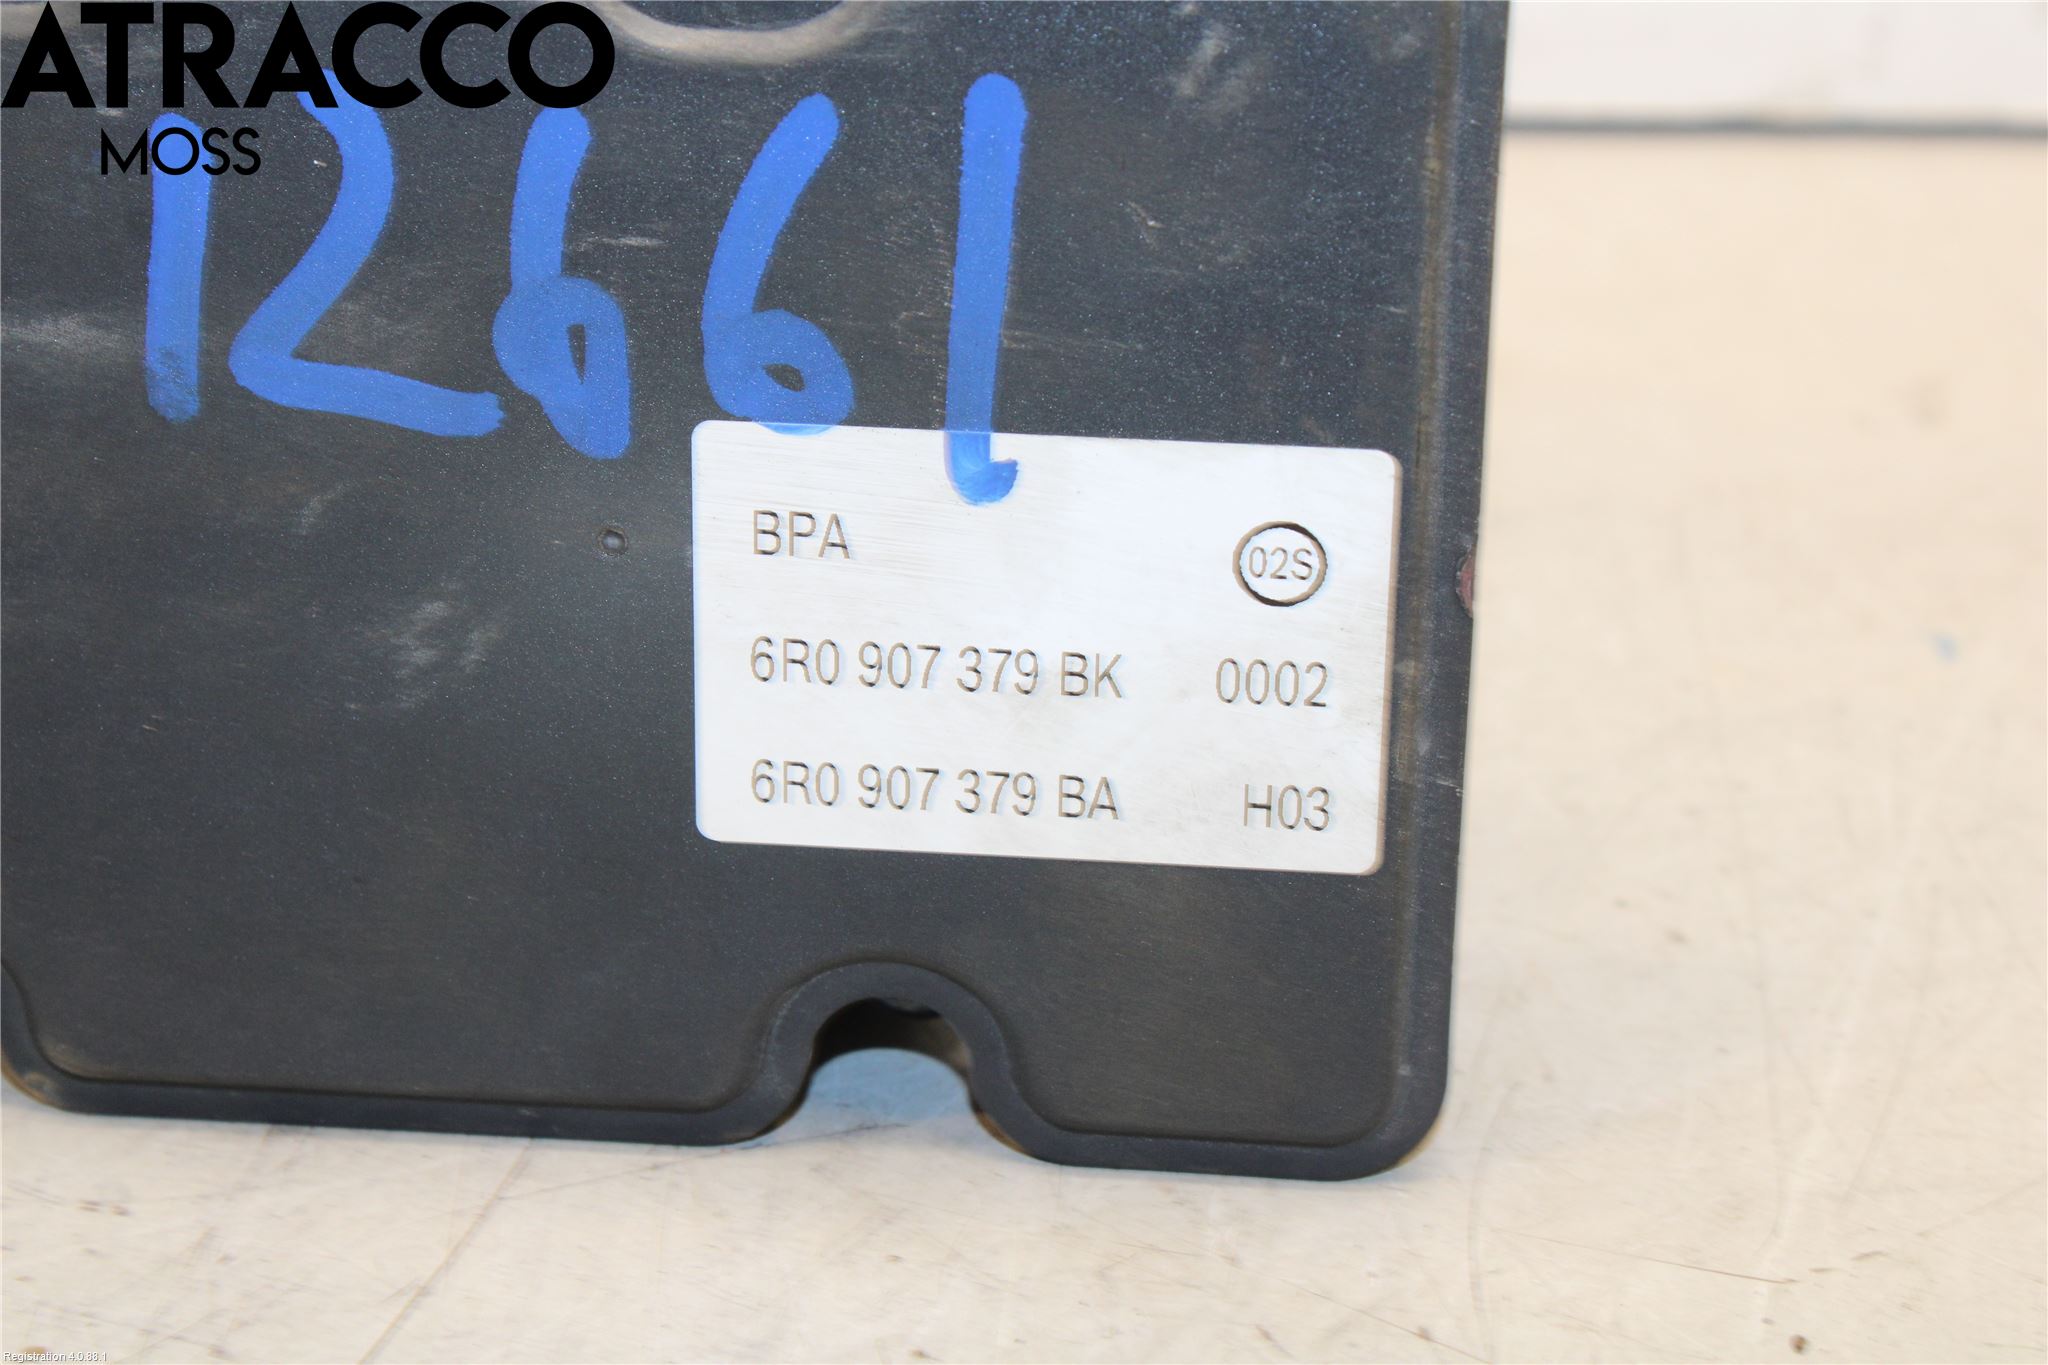 ATRACCO
MOSS
12661
BPA 02S
6R0 907 379 BK 0002
6R0 907 379 BA H03
Registration 4.0.88.1